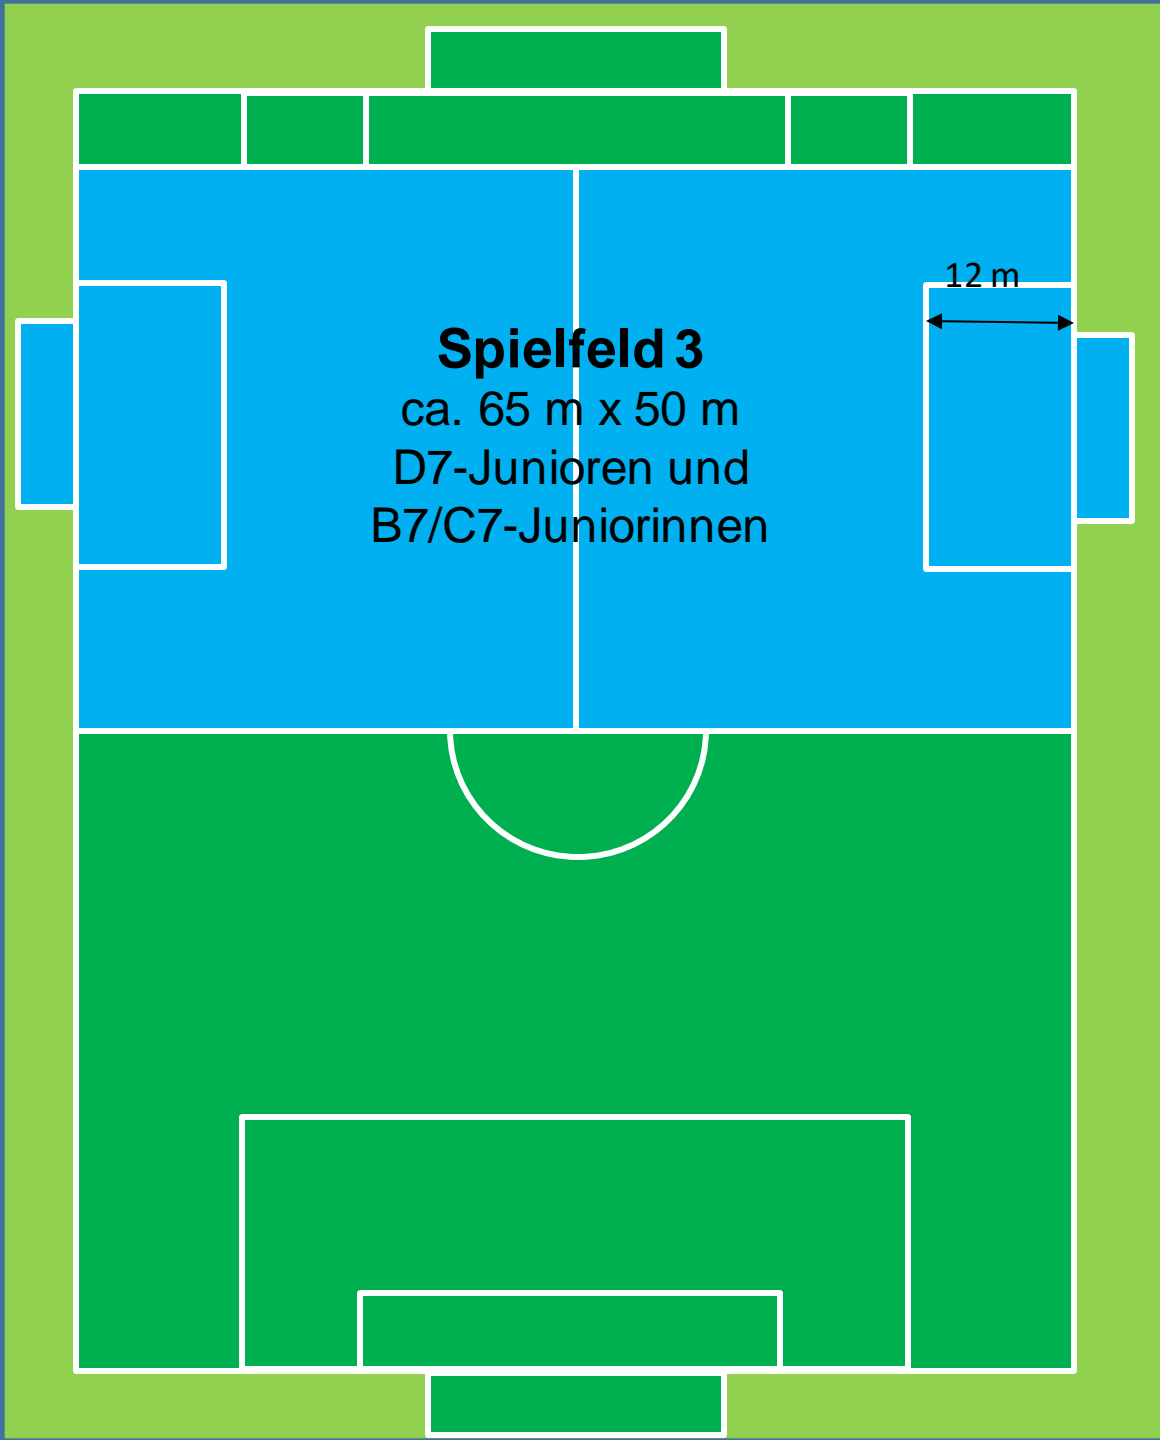 12 m
Spielfeld 3
ca. 65 m x 50 m
D7-Junioren und
B7/C7-Juniorinnen